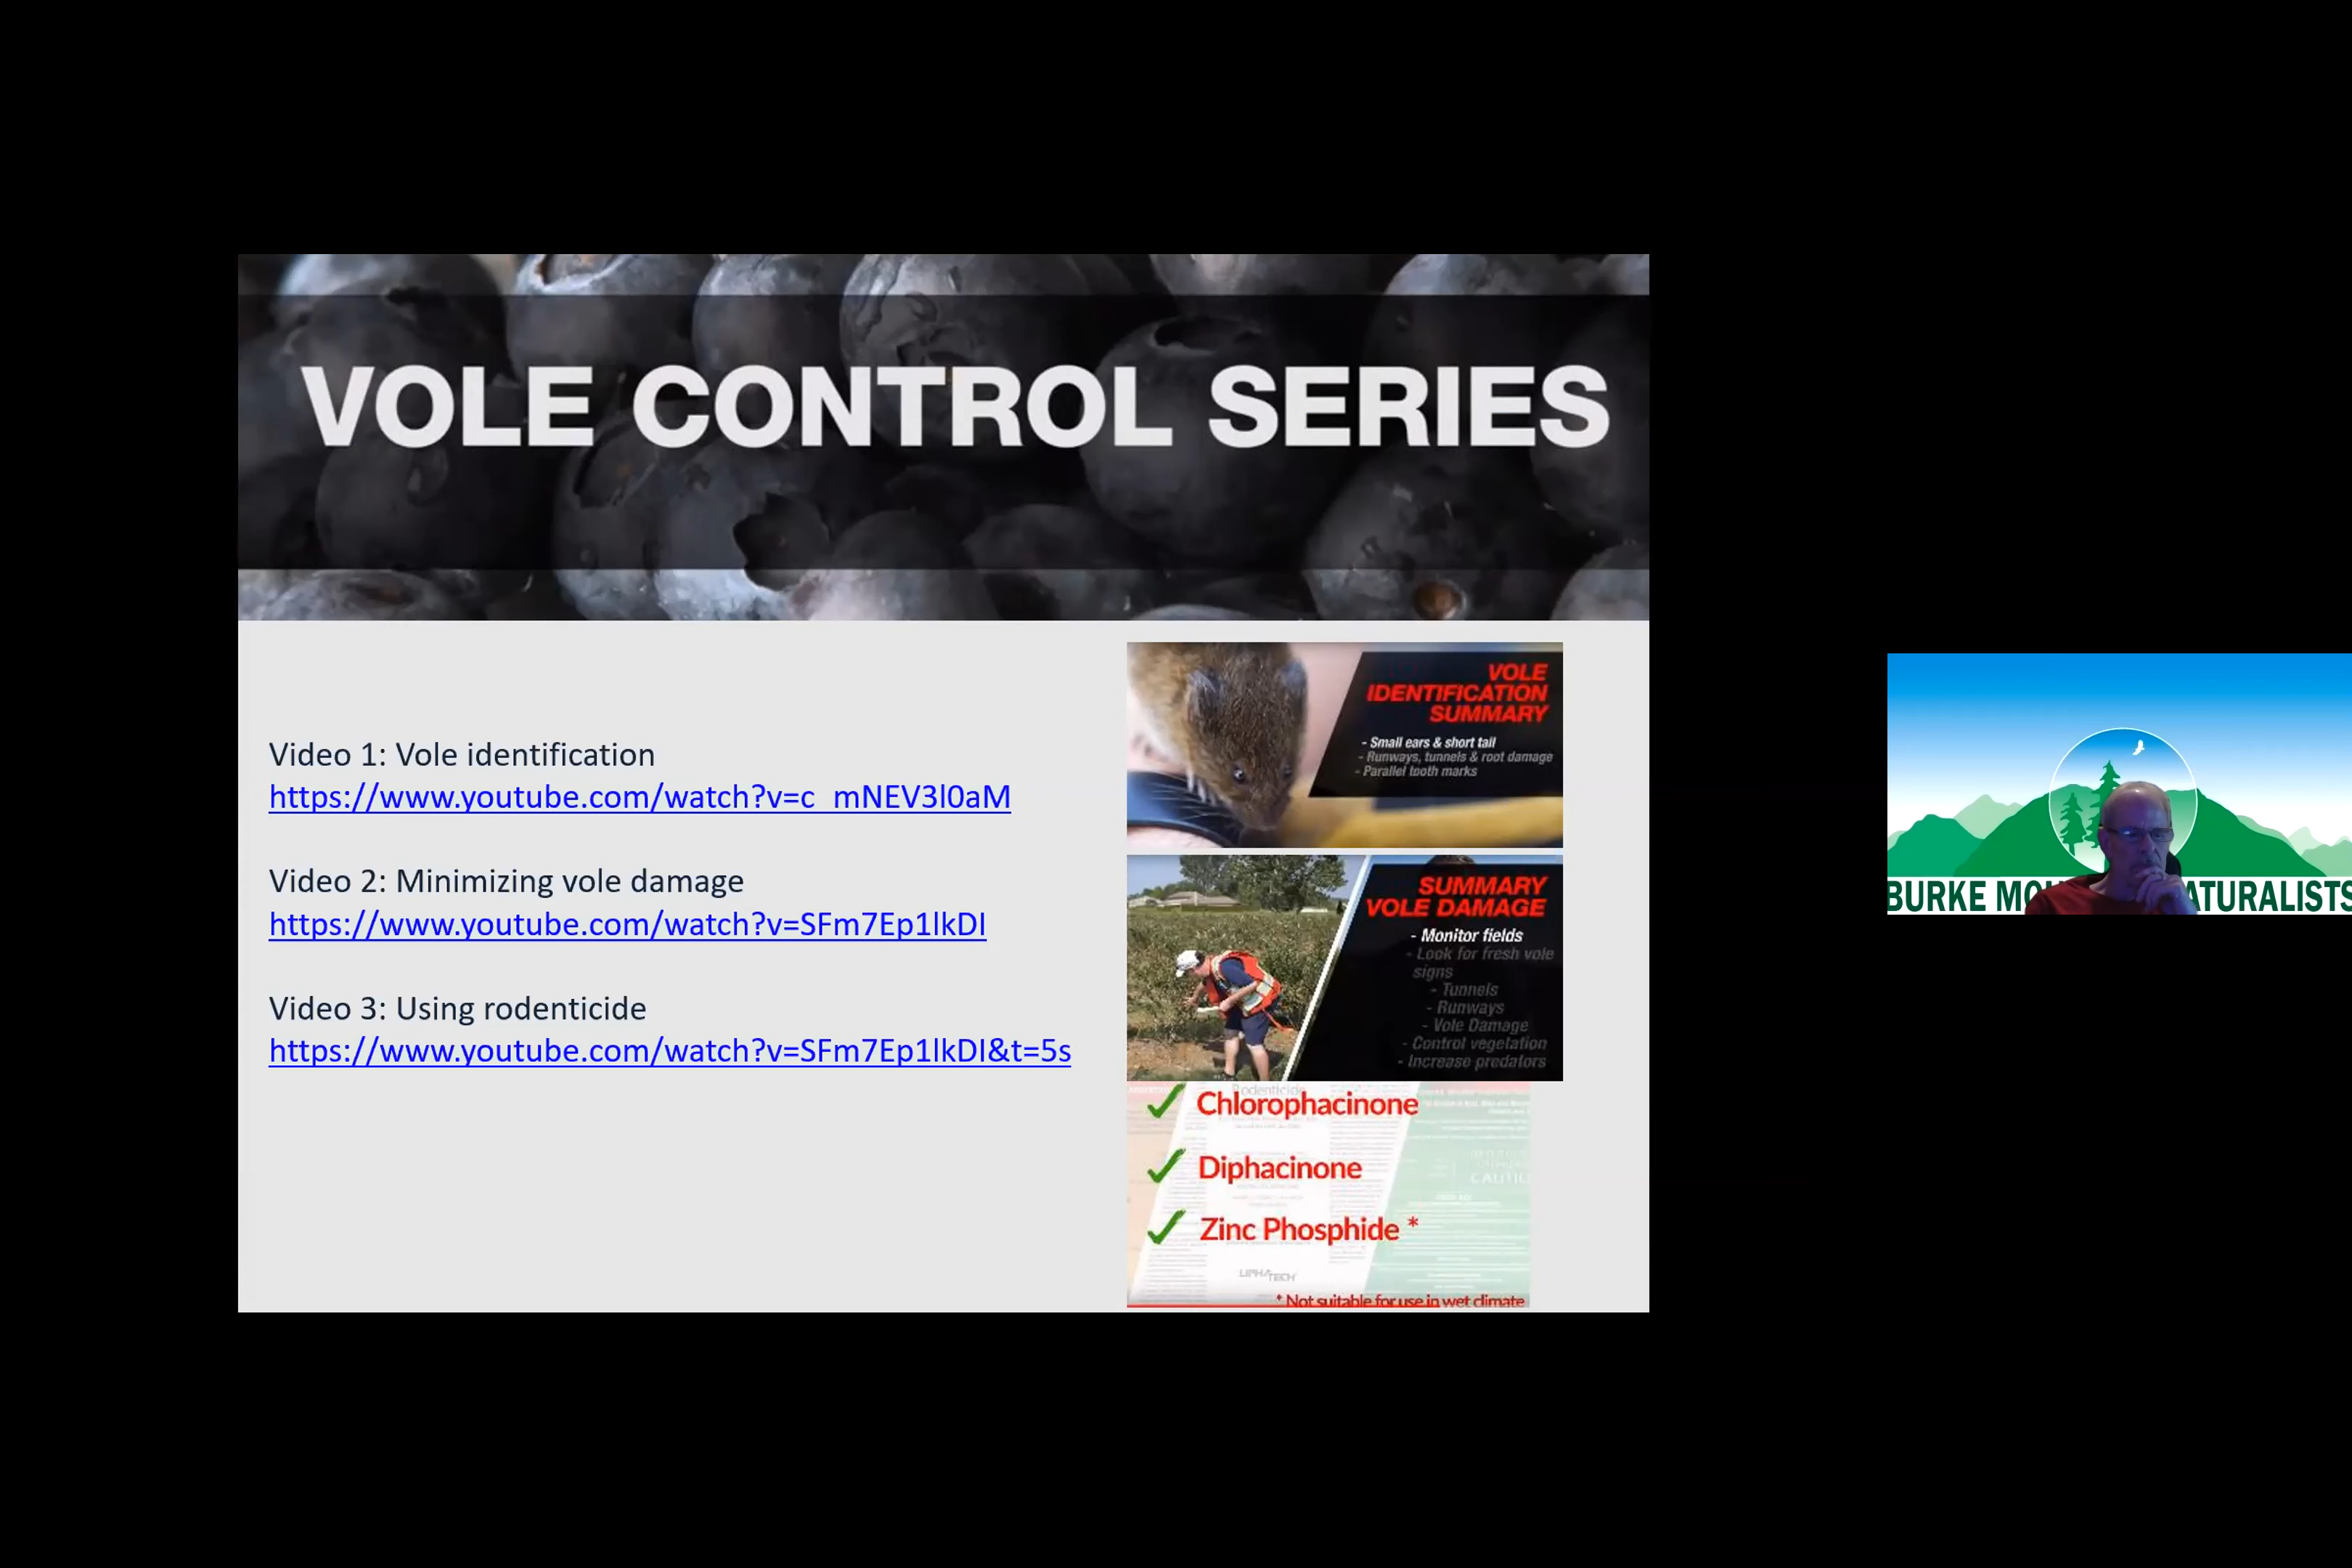 VOLE CONTROL SERIES
Video 1: Vole identification
https://www.youtube.com/watch?v=c_mNEV3l0aM
Video 2: Minimizing vole damage
https://www.youtube.com/watch?v=SFm7Ep1lkDI
Video 3: Using rodenticide
https://www.youtube.com/watch?v=SFm7Ep1lkDI&t=5s
VOLE
IDENTIFICATION
SUMMARY
- Small ears & short tail
- Runways, tunnels & root damage
- Parallel tooth marks
SUMMARY
VOLE DAMAGE
- Monitor fields
- Look for fresh vole
signs
- Tunnels
- Runways
- Vole Damage
- Control vegetation
- Increase predators
Rodenticide
Chlorophacinone
Diphacinone
Zinc Phosphide *
LIPHATECH
* Not suitable for use in wet climate
BURKE ATURALISTS